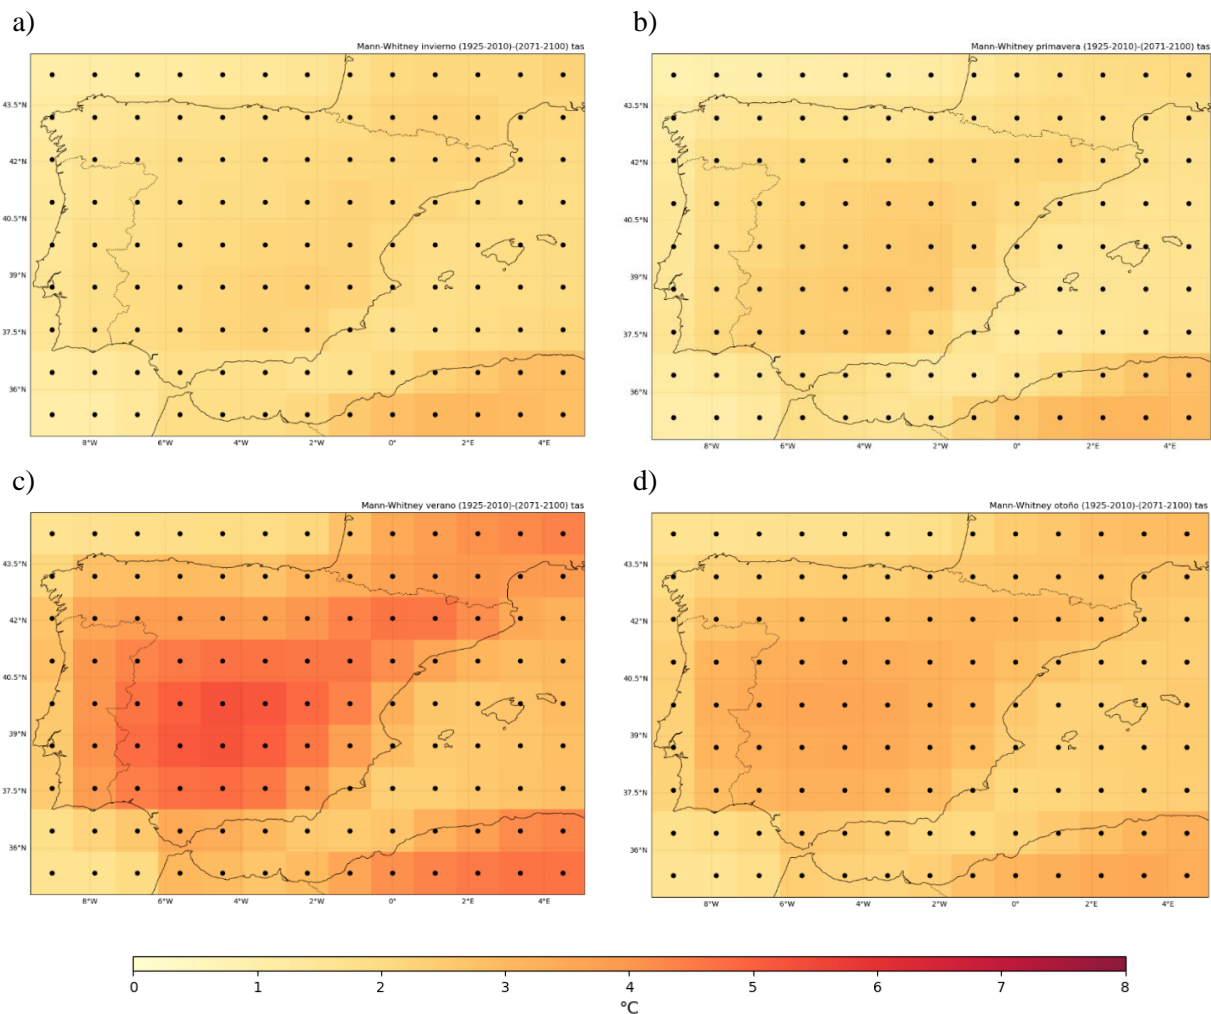 a)
Mann-Whitney invierno (1925-2010)-(2071-2100) tas
43.5°N
42°N
40.5°N
39°N
37.5°N
36°N
8°W 6°W 4°W 2°W 0° 2°E 4°E
b)
Mann-Whitney primavera (1925-2010)-(2071-2100) tas
43.5°N
42°N
40.5°N
39°N
37.5°N
36°N
8°W 6°W 4°W 2°W 0° 2°E 4°E
c)
Mann-Whitney verano (1925-2010)-(2071-2100) tas
43.5°N
42°N
40.5°N
39°N
37.5°N
36°N
8°W 6°W 4°W 2°W 0° 2°E 4°E
d)
Mann-Whitney otoño (1925-2010)-(2071-2100) tas
43.5°N
42°N
40.5°N
39°N
37.5°N
36°N
8°W 6°W 4°W 2°W 0° 2°E 4°E
0 1 2 3 4 5 6 7 8
°C